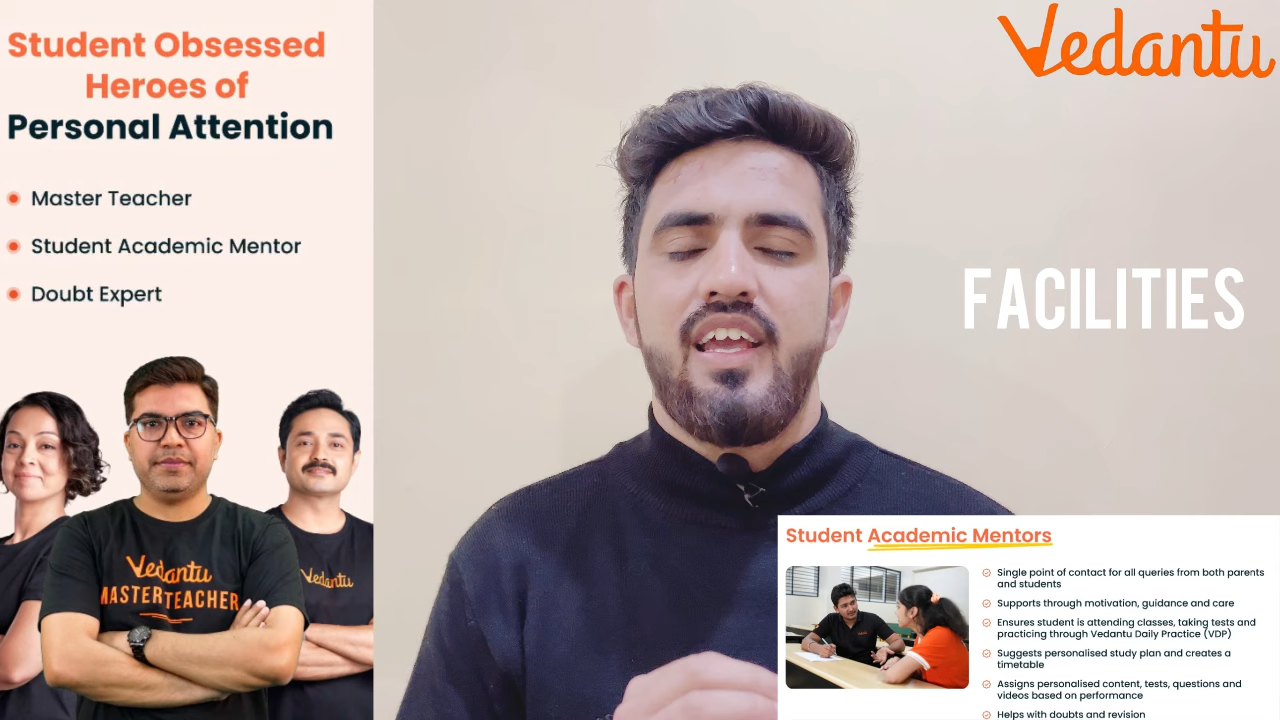 Student Obsessed
Heroes of
Personal Attention
Master Teacher
Student Academic Mentor
Doubt Expert
Vedantu
MASTER TEACHER
Vedantu
Vedantu
FACILITIES
Student Academic Mentors
Single point of contact for all queries from both parents
and students
Supports through motivation, guidance and care
Ensures student is attending classes, taking tests and
practicing through Vedantu Daily Practice (VDP)
Suggests personalised study plan and creates a
timetable
Assigns personalised content, tests, questions and
videos based on performance
Helps with doubts and revision